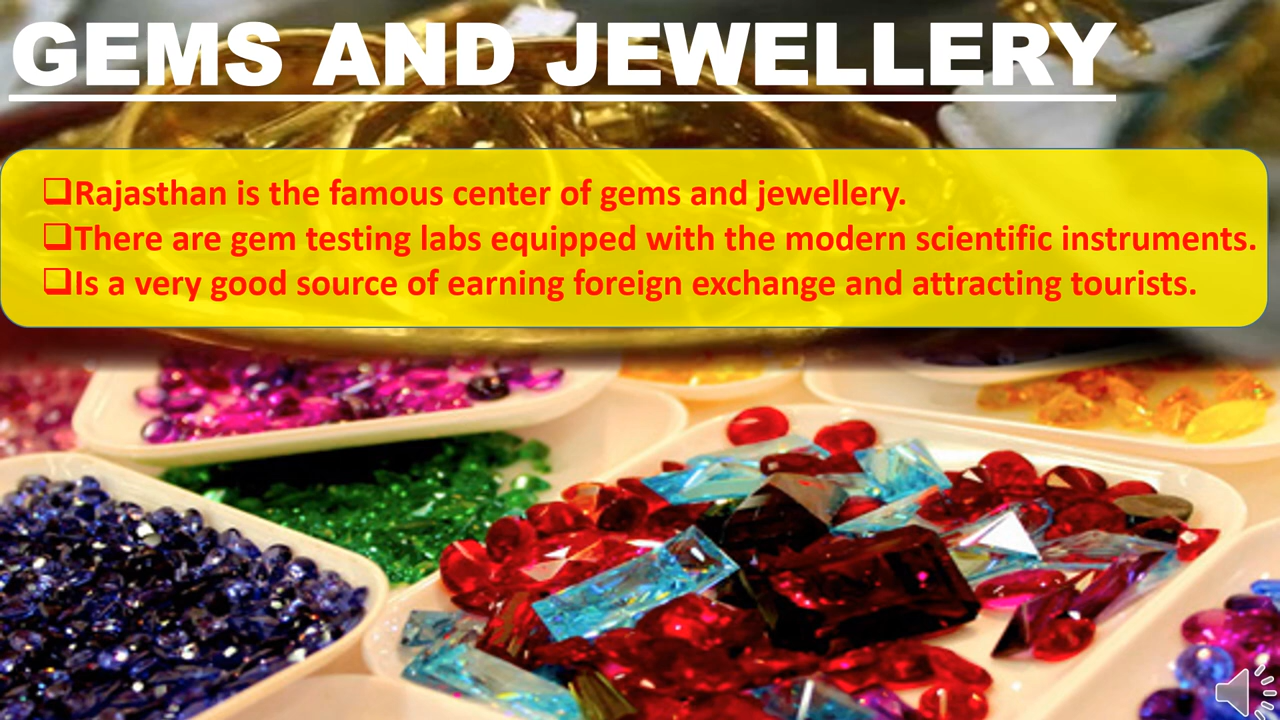 GEMS AND JEWELLERY
❑Rajasthan is the famous center of gems and jewellery.
❑There are gem testing labs equipped with the modern scientific instruments.
❑Is a very good source of earning foreign exchange and attracting tourists.